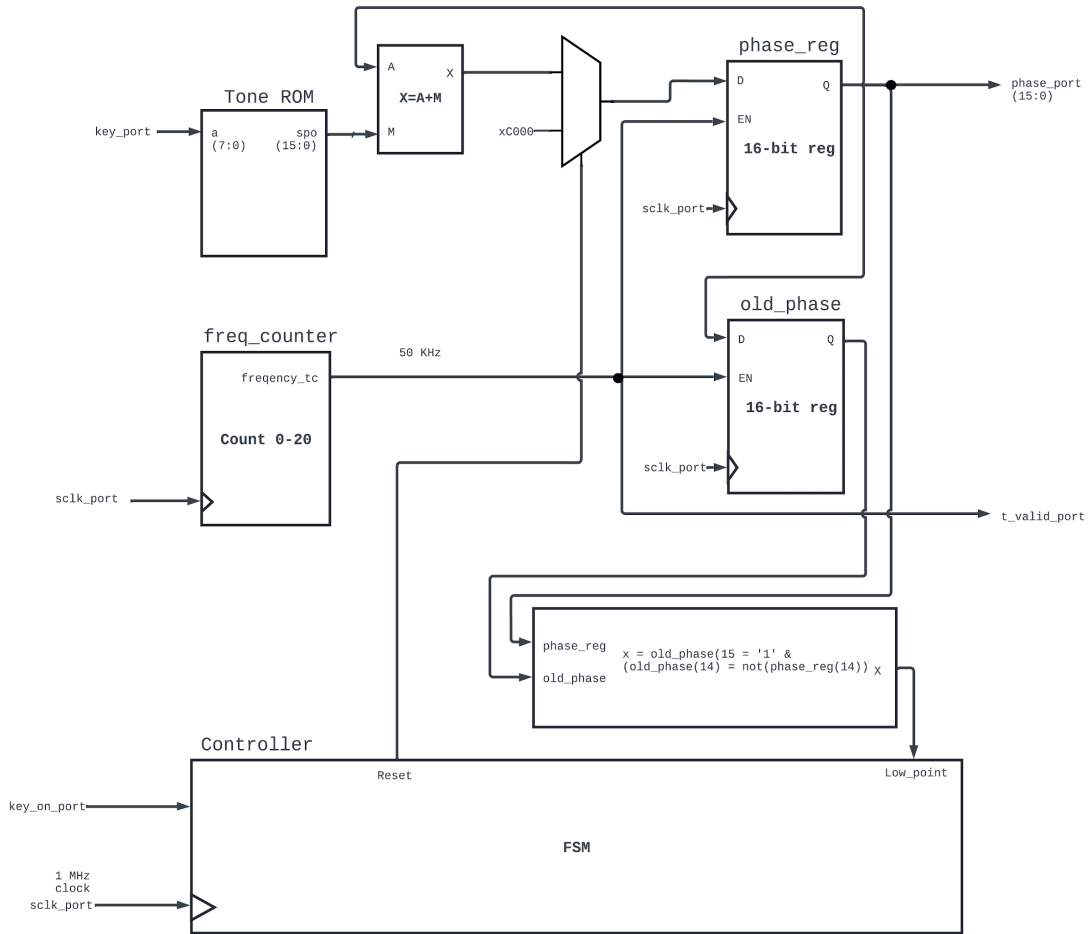 phase_reg
A
X
X=A+M
M
D
Q
EN
16-bit reg
sclk_port
phase_port
(15:0)
Tone ROM
key_port
a
(7:0)
spo
(15:0)
xC000
old_phase
D
Q
EN
16-bit reg
sclk_port
freq_counter
freqency_tc
50 KHz
Count 0-20
sclk_port
t_valid_port
phase_reg
old_phase
x = old_phase(15 = '1' &
(old_phase(14) = not(phase_reg(14))
X
Controller
Reset
Low_point
key_on_port
FSM
1 MHz
clock
sclk_port